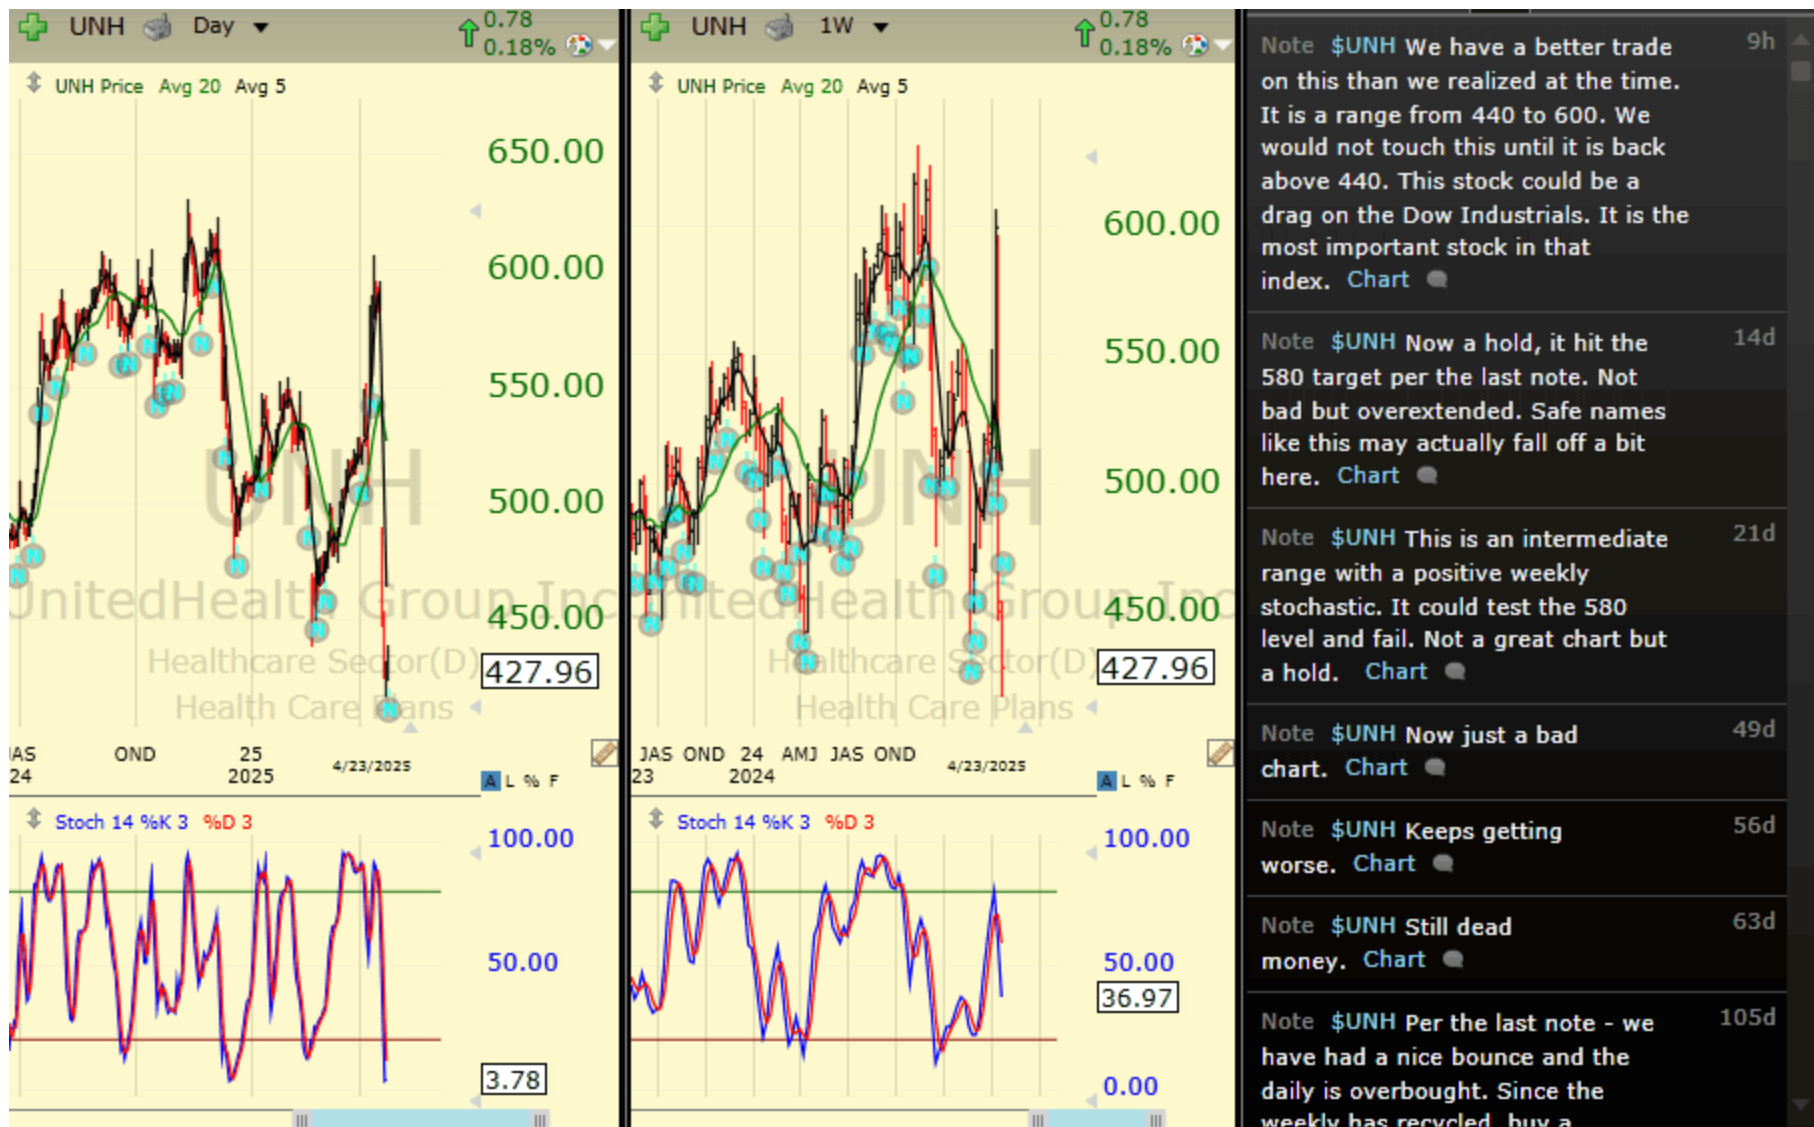 UNH Day 0.78
0.18%
UNH Price Avg 20 Avg 5
650.00
600.00
550.00
500.00
450.00
427.96
UNH
UnitedHealth Group Inc
Healthcare Sector(D)
Health Care Plans
JAS OND 25 4/23/2025
24 2025
A L % F
Stoch 14 %K 3 %D 3
100.00
50.00
3.78
UNH 1W 0.78
0.18%
UNH Price Avg 20 Avg 5
600.00
550.00
500.00
450.00
427.96
UNH
UnitedHealth Group Inc
Healthcare Sector(D)
Health Care Plans
JAS OND 24 AMJ JAS OND 4/23/2025
23 2024
A L % F
Stoch 14 %K 3 %D 3
100.00
50.00
36.97
0.00
Note $UNH We have a better trade 9h
on this than we realized at the time.
It is a range from 440 to 600. We
would not touch this until it is back
above 440. This stock could be a
drag on the Dow Industrials. It is the
most important stock in that
index. Chart
Note $UNH Now a hold, it hit the 14d
580 target per the last note. Not
bad but overextended. Safe names
like this may actually fall off a bit
here. Chart
Note $UNH This is an intermediate 21d
range with a positive weekly
stochastic. It could test the 580
level and fail. Not a great chart but
a hold. Chart
Note $UNH Now just a bad 49d
chart. Chart
Note $UNH Keeps getting 56d
worse. Chart
Note $UNH Still dead 63d
money. Chart
Note $UNH Per the last note - we 105d
have had a nice bounce and the
daily is overbought. Since the
weekly has recycled, buy a